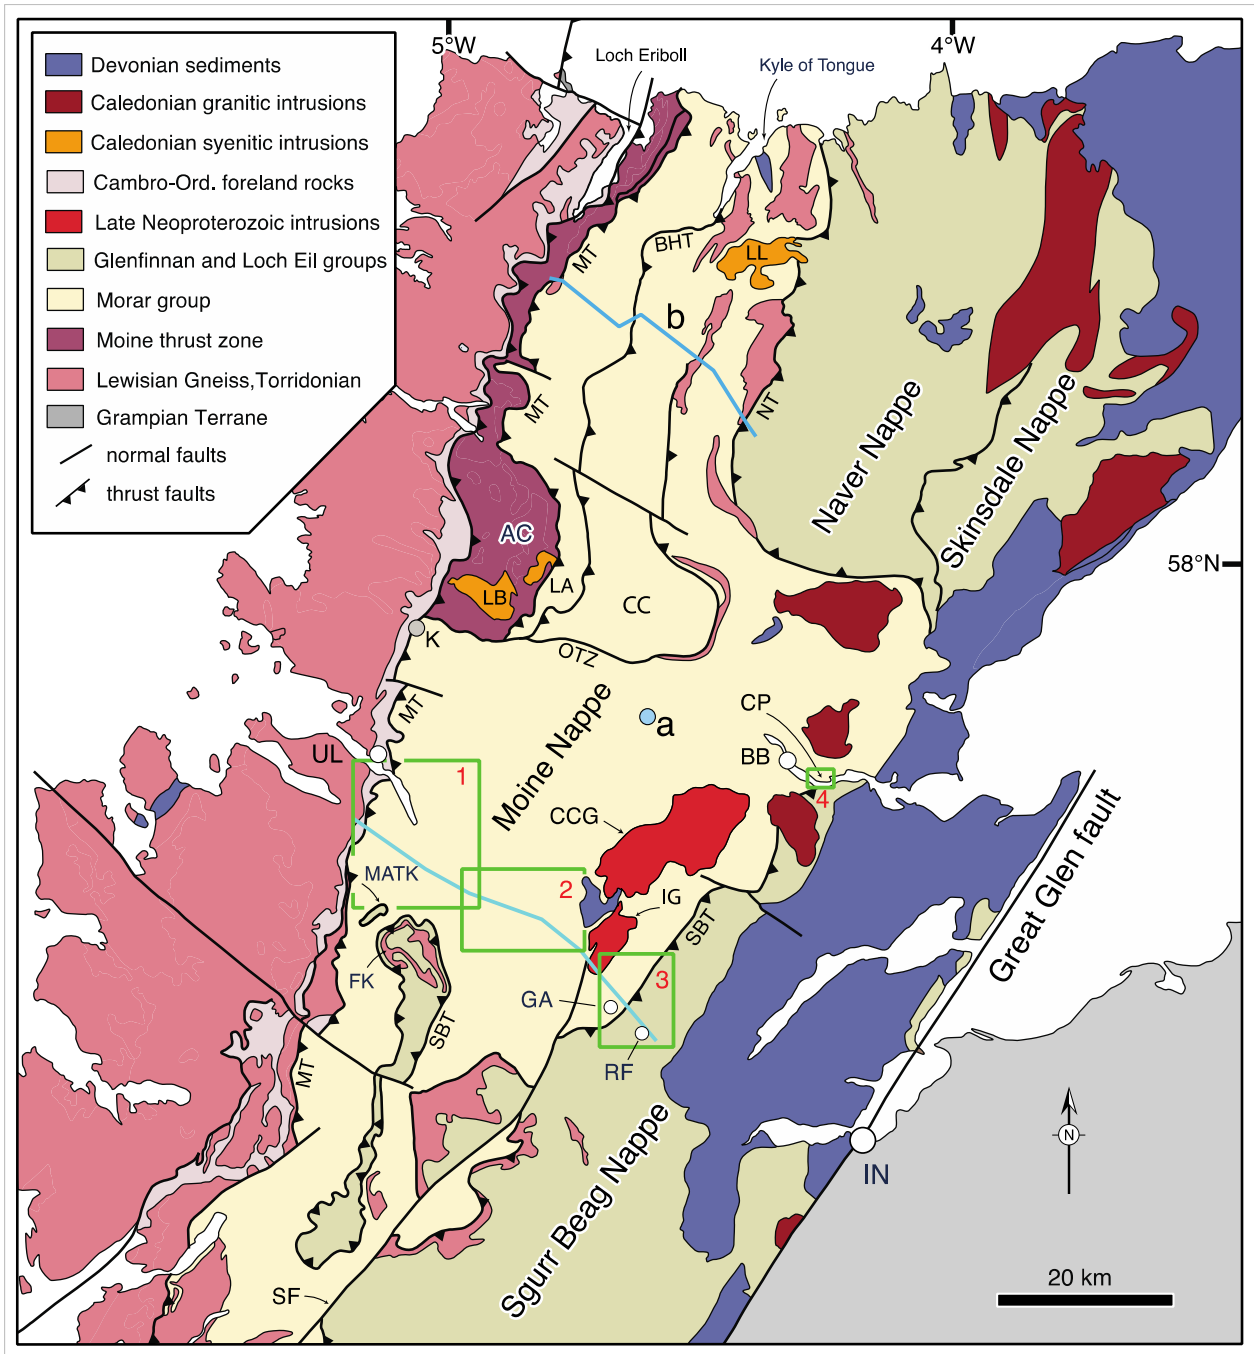 5°W
4°W
Loch Eriboll
Kyle of Tongue
Devonian sediments
Caledonian granitic intrusions
Caledonian syenitic intrusions
Cambro-Ord. foreland rocks
Late Neoproterozoic intrusions
Glenfinnan and Loch Eil groups
Morar group
Moine thrust zone
Lewisian Gneiss,Torridonian
Grampian Terrane
normal faults
thrust faults
MT
BHT
LL
b
MT
NT
Naver Nappe
Skinsdale Nappe
AC
58°N
LB
LA
CC
K
OTZ
MT
Moine Nappe
a
CP
UL
BB
1
4
CCG
Great Glen fault
MATK
2
IG
SBT
FK
3
GA
SBT
RF
MT
N
Sgurr Beag Nappe
IN
SF
20 km